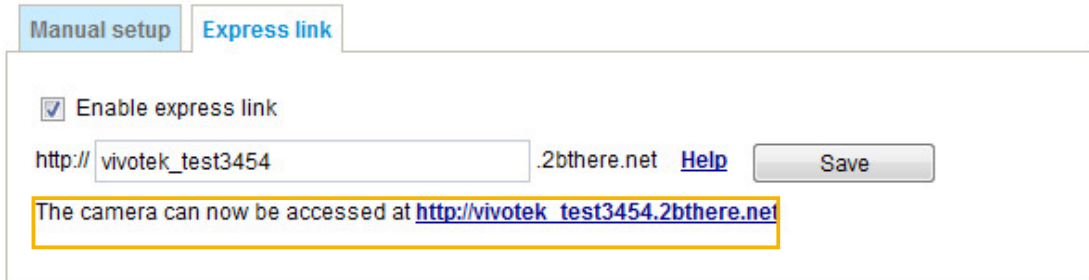 Manual setup Express link
Enable express link
http:// vivotek_test3454 .2bthere.net Help Save
The camera can now be accessed at http://vivotek_test3454.2bthere.net